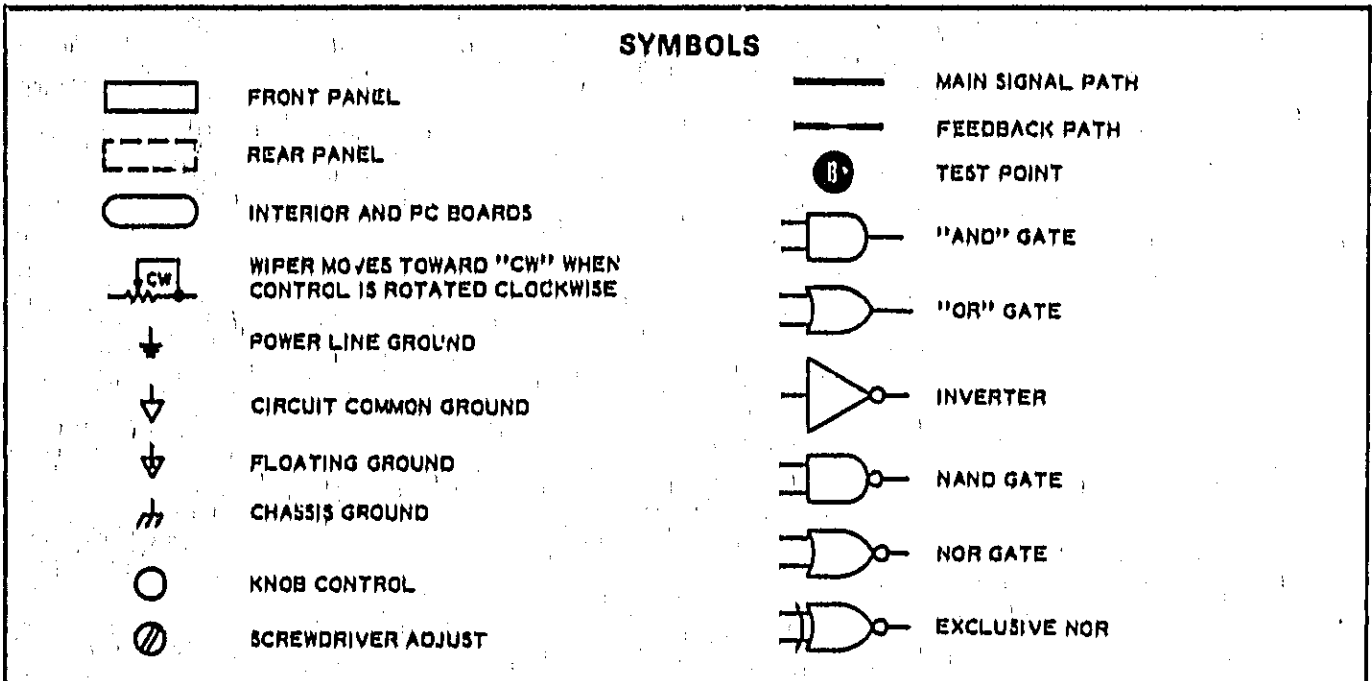 SYMBOLS
FRONT PANEL
REAR PANEL
INTERIOR AND PC BOARDS
CW
WIPER MOVES TOWARD "CW" WHEN
CONTROL IS ROTATED CLOCKWISE
POWER LINE GROUND
CIRCUIT COMMON GROUND
FLOATING GROUND
CHASSIS GROUND
KNOB CONTROL
SCREWDRIVER ADJUST
MAIN SIGNAL PATH
FEEDBACK PATH
TEST POINT
"AND" GATE
"OR" GATE
INVERTER
NAND GATE
NOR GATE
EXCLUSIVE NOR